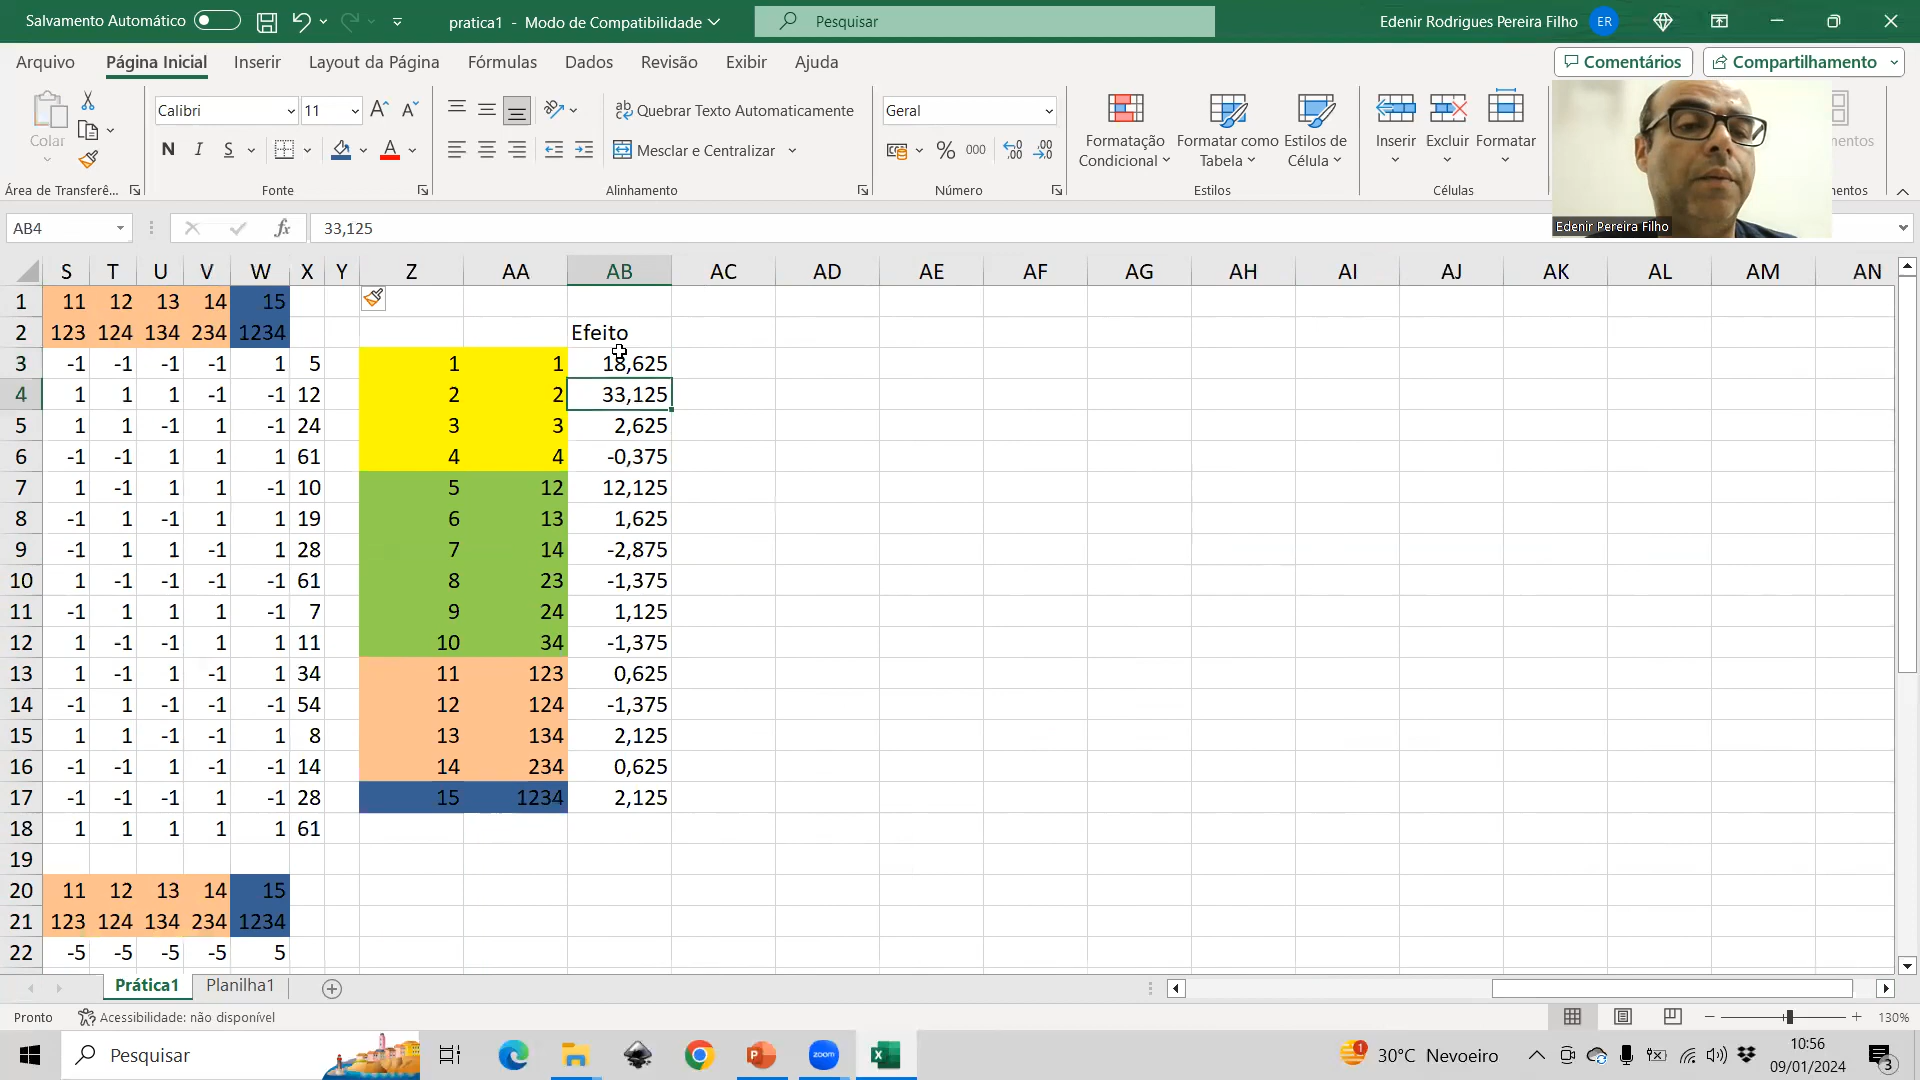 Salvamento Automático
pratica1 - Modo de Compatibilidade
Pesquisar
Edenir Rodrigues Pereira Filho ER
Arquivo Página Inicial Inserir Layout da Página Fórmulas Dados Revisão Exibir Ajuda
Comentários Compartilhamento
Colar
Calibri 11
N I S
Quebrar Texto Automaticamente
Mesclar e Centralizar
Geral
% 000
Formatação Condicional
Formatar como Tabela
Estilos de Célula
Inserir Excluir Formatar
Área de Transferê... Fonte Alinhamento Número Estilos Células
Edenir Pereira Filho
AB4 fx 33,125
S T U V W X Y Z AA AB AC AD AE AF AG AH AI AJ AK AL AM AN
1 11 12 13 14 15
2 123 124 134 234 1234 Efeito
3 -1 -1 -1 -1 1 5 1 1 18,625
4 1 1 1 -1 -1 12 2 2 33,125
5 1 1 -1 1 -1 24 3 3 2,625
6 -1 -1 1 1 1 61 4 4 -0,375
7 1 -1 1 1 -1 10 5 12 12,125
8 -1 1 -1 1 1 19 6 13 1,625
9 -1 1 1 -1 1 28 7 14 -2,875
10 1 -1 -1 -1 -1 61 8 23 -1,375
11 -1 1 1 1 -1 7 9 24 1,125
12 1 -1 -1 1 1 11 10 34 -1,375
13 1 -1 1 -1 1 34 11 123 0,625
14 -1 1 -1 -1 -1 54 12 124 -1,375
15 1 1 -1 -1 1 8 13 134 2,125
16 -1 -1 1 -1 -1 14 14 234 0,625
17 -1 -1 -1 1 -1 28 15 1234 2,125
18 1 1 1 1 1 61
19
20 11 12 13 14 15
21 123 124 134 234 1234
22 -5 -5 -5 -5 5
Prática1 Planilha1
Pronto Acessibilidade: não disponível 130%
Pesquisar
zoom
1 30°C Nevoeiro
10:56
09/01/2024
3